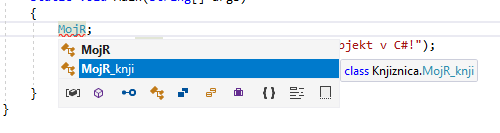 {
MojR;
MojR
ojekt v C#!");
MojR_knji
class Knjiznica.MojR_knji
}
}